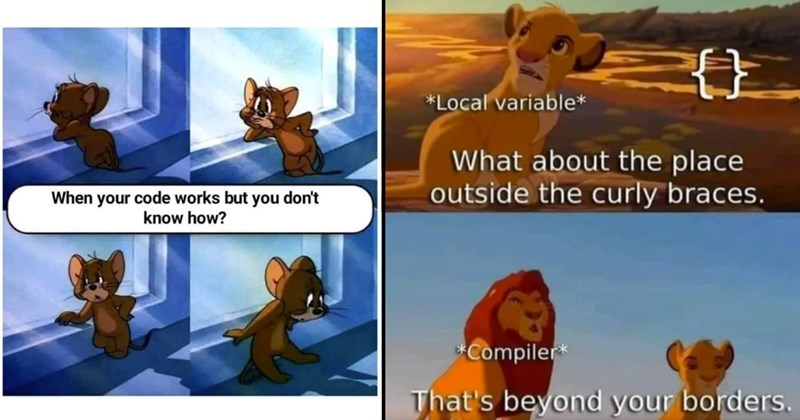 When your code works but you don't
know how?
{}
*Local variable*
What about the place
outside the curly braces.
*Compiler*
That's beyond your borders.